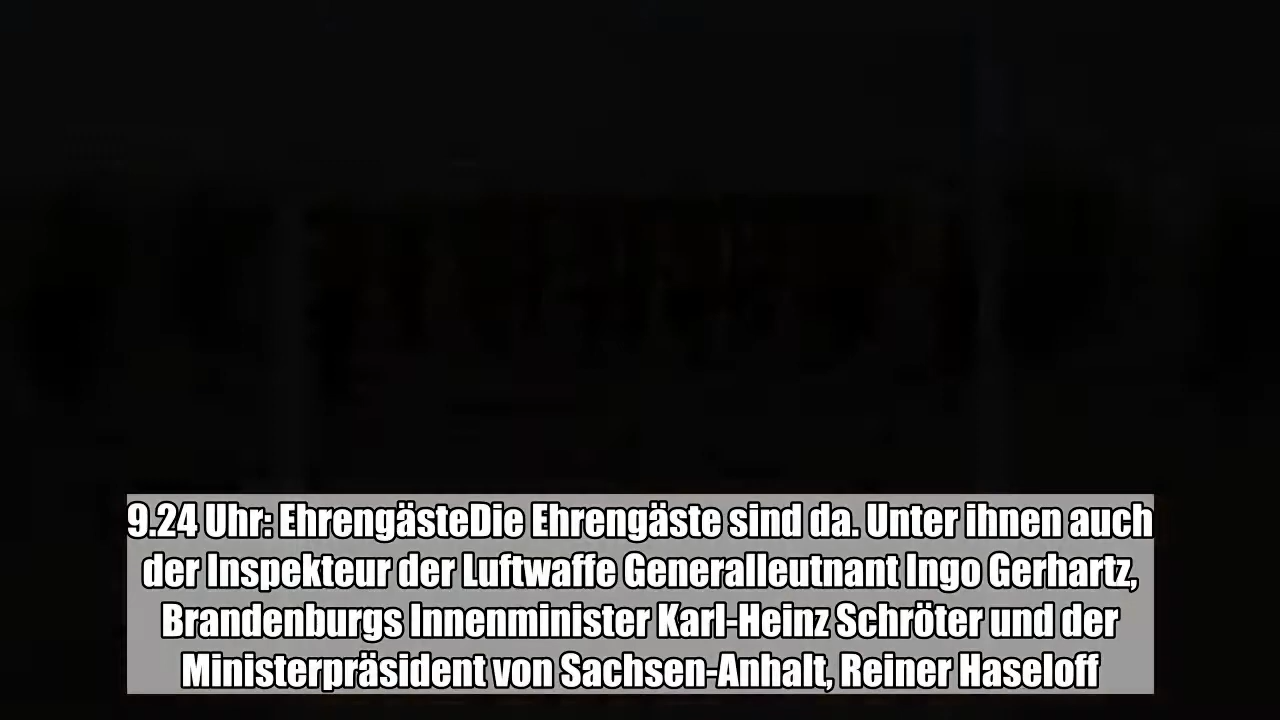 9.24 Uhr: EhrengästeDie Ehrengäste sind da. Unter ihnen auch
der Inspekteur der Luftwaffe Generalleutnant Ingo Gerhartz,
Brandenburgs Innenminister Karl-Heinz Schröter und der
Ministerpräsident von Sachsen-Anhalt, Reiner Haseloff